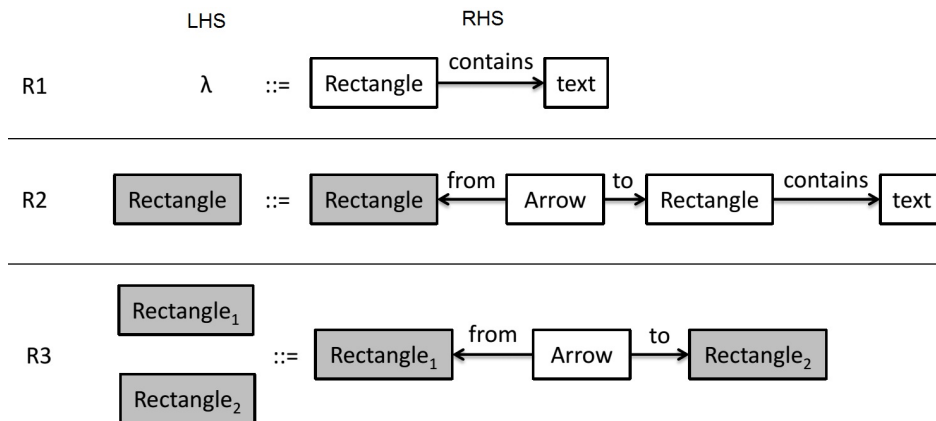 LHS RHS
R1 λ ::= Rectangle contains text
R2 Rectangle ::= Rectangle from Arrow to Rectangle contains text
R3 Rectangle₁ Rectangle₂ ::= Rectangle₁ from Arrow to Rectangle₂